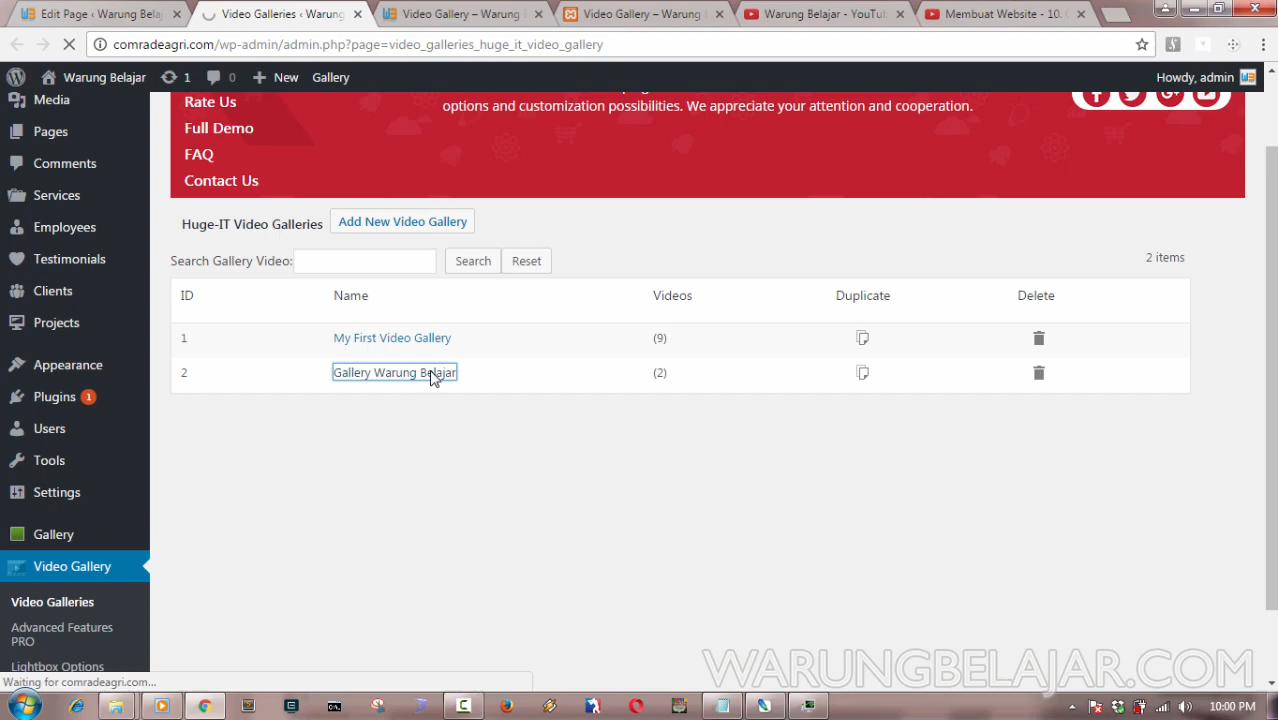 Edit Page ‹ Warung Bela
Video Galleries ‹ Warung
Video Gallery – Warung
Video Gallery – Warung
Warung Belajar - YouTu
Membuat Website - 10.
comradeagri.com/wp-admin/admin.php?page=video_galleries_huge_it_video_gallery
Warung Belajar 1 0 New Gallery Howdy, admin
Media
Pages
Comments
Services
Employees
Testimonials
Clients
Projects
Appearance
Plugins 1
Users
Tools
Settings
Gallery
Video Gallery
Video Galleries
Advanced Features
PRO
Lightbox Options
Rate Us
Full Demo
FAQ
Contact Us
options and customization possibilities. We appreciate your attention and cooperation.
Huge-IT Video Galleries Add New Video Gallery
Search Gallery Video: Search Reset 2 items
ID Name Videos Duplicate Delete
1 My First Video Gallery (9)
2 Gallery Warung Belajar (2)
Waiting for comradeagri.com...
WARUNGBELAJAR.COM
10:00 PM